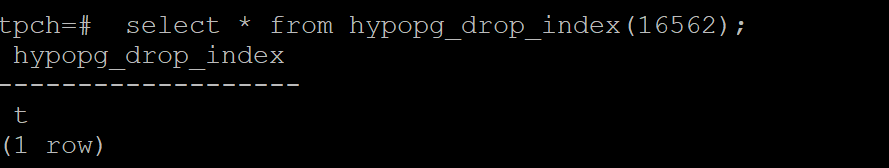 tpch=#  select * from hypopg_drop_index(16562);
 hypopg_drop_index
-------------------
 t
(1 row)